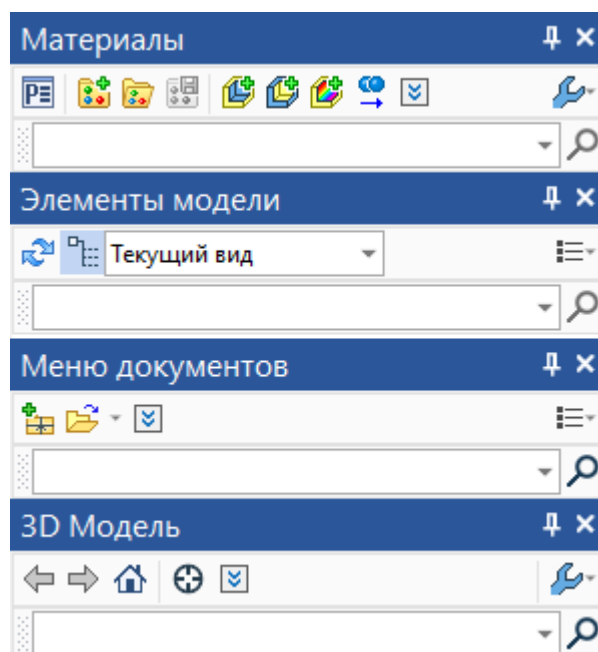 Материалы
Элементы модели
Текущий вид
Меню документов
3D Модель